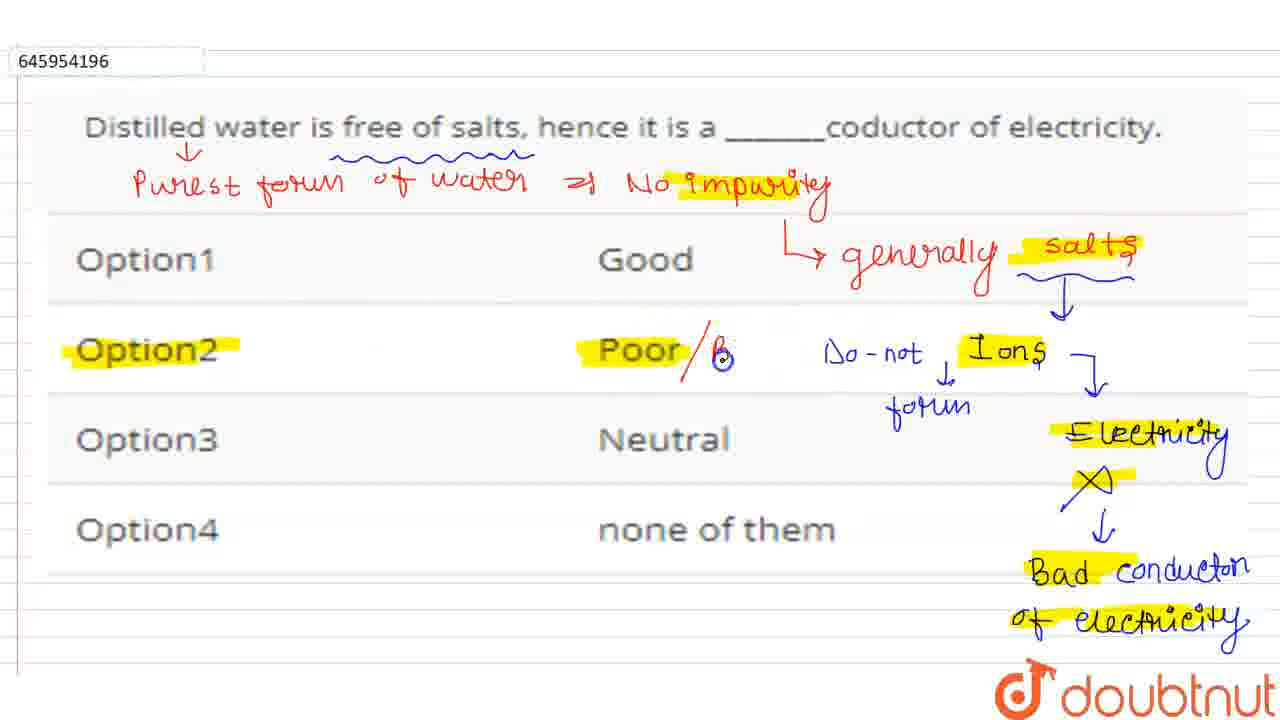 645954196
Distilled water is free of salts, hence it is a _______coductor of electricity.
Purest form of water ⇒ No impurity
→ generally salts
Option1 Good
Option2 Poor / B
Do-not form Ions
Option3 Neutral
Electricity
Option4 none of them
Bad conductor
of electricity
doubtnut